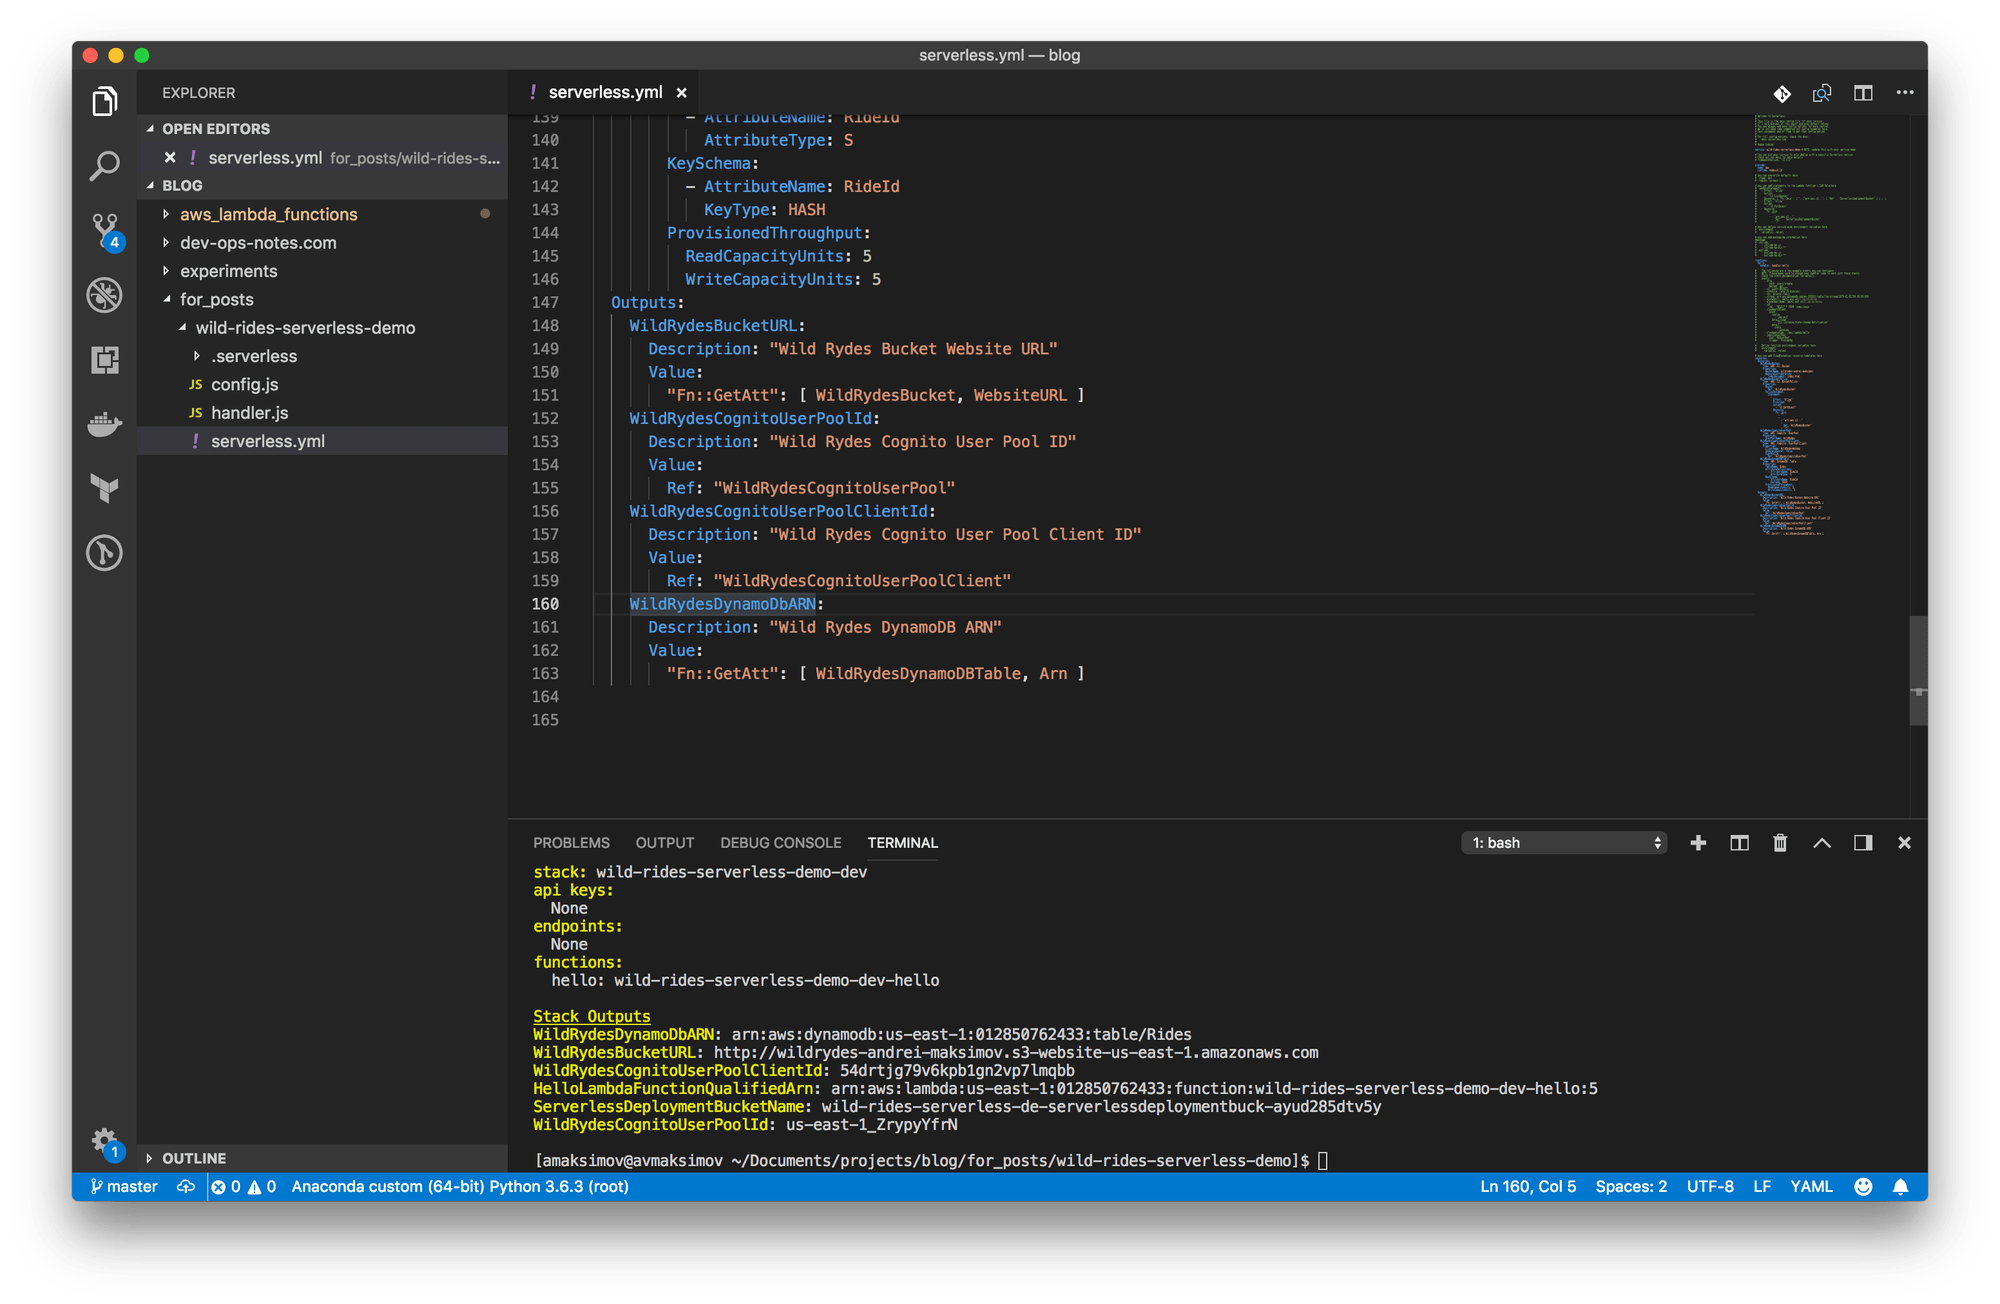 serverless.yml — blog
EXPLORER
OPEN EDITORS
serverless.yml for_posts/wild-rides-s...
BLOG
aws_lambda_functions
dev-ops-notes.com
experiments
for_posts
wild-rides-serverless-demo
.serverless
JS config.js
JS handler.js
! serverless.yml
OUTLINE
4
1
! serverless.yml
139 - AttributeName: RideId
140 AttributeType: S
141 KeySchema:
142 - AttributeName: RideId
143 KeyType: HASH
144 ProvisionedThroughput:
145 ReadCapacityUnits: 5
146 WriteCapacityUnits: 5
147 Outputs:
148 WildRydesBucketURL:
149 Description: "Wild Rydes Bucket Website URL"
150 Value:
151 "Fn::GetAtt": [ WildRydesBucket, WebsiteURL ]
152 WildRydesCognitoUserPoolId:
153 Description: "Wild Rydes Cognito User Pool ID"
154 Value:
155 Ref: "WildRydesCognitoUserPool"
156 WildRydesCognitoUserPoolClientId:
157 Description: "Wild Rydes Cognito User Pool Client ID"
158 Value:
159 Ref: "WildRydesCognitoUserPoolClient"
160 WildRydesDynamoDbARN:
161 Description: "Wild Rydes DynamoDB ARN"
162 Value:
163 "Fn::GetAtt": [ WildRydesDynamoDBTable, Arn ]
164
165
PROBLEMS OUTPUT DEBUG CONSOLE TERMINAL 1: bash
stack: wild-rides-serverless-demo-dev
api keys:
None
endpoints:
None
functions:
hello: wild-rides-serverless-demo-dev-hello
Stack Outputs
WildRydesDynamoDbARN: arn:aws:dynamodb:us-east-1:012850762433:table/Rides
WildRydesBucketURL: http://wildrydes-andrei-maksimov.s3-website-us-east-1.amazonaws.com
WildRydesCognitoUserPoolClientId: 54drtjg79v6kpb1gn2vp7lmqbb
HelloLambdaFunctionQualifiedArn: arn:aws:lambda:us-east-1:012850762433:function:wild-rides-serverless-demo-dev-hello:5
ServerlessDeploymentBucketName: wild-rides-serverless-de-serverlessdeploymentbuck-ayud285dtv5y
WildRydesCognitoUserPoolId: us-east-1_ZrypyYfrN
[amaksimov@avmaksimov ~/Documents/projects/blog/for_posts/wild-rides-serverless-demo]$
master 0 0 Anaconda custom (64-bit) Python 3.6.3 (root) Ln 160, Col 5 Spaces: 2 UTF-8 LF YAML